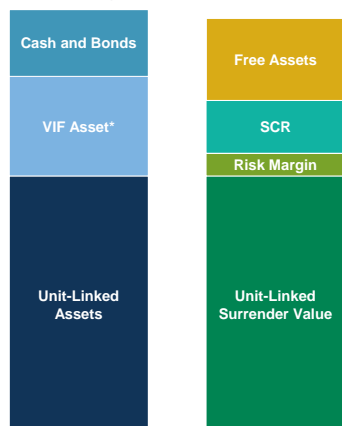 Cash and Bonds
VIF Asset*
Unit-Linked
Assets
Free Assets
SCR
Risk Margin
Unit-Linked
Surrender Value